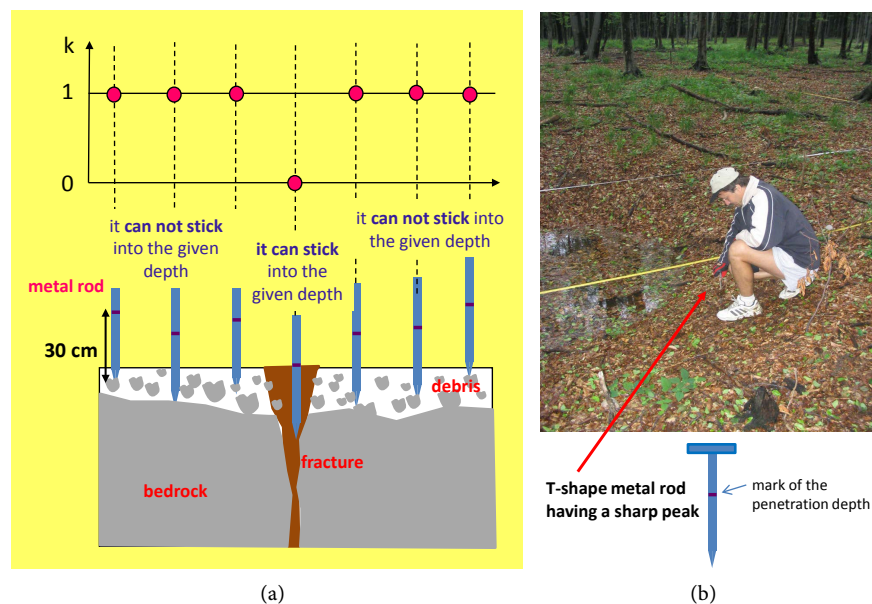 k
1
0
it can not stick
into the given
depth
it can stick
into the
given depth
it can not stick into
the given depth
metal rod
30 cm
debris
fracture
bedrock
(a)
T-shape metal rod
having a sharp peak
mark of the
penetration depth
(b)